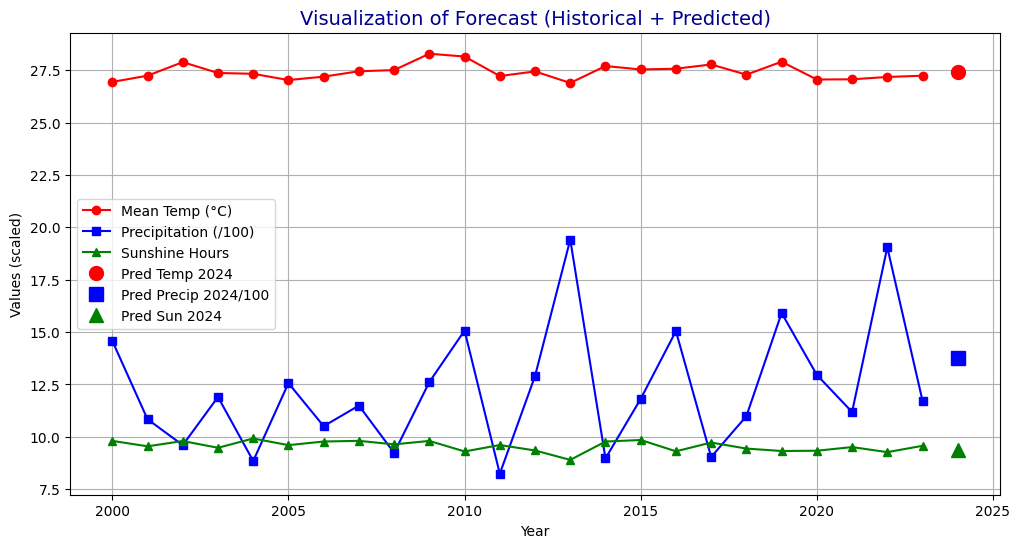 Visualization of Forecast (Historical + Predicted)
Values (scaled)
27.5
25.0
22.5
20.0
17.5
15.0
12.5
10.0
7.5
Mean Temp (°C)
Precipitation (/100)
Sunshine Hours
Pred Temp 2024
Pred Precip 2024/100
Pred Sun 2024
2000 2005 2010 2015 2020 2025
Year